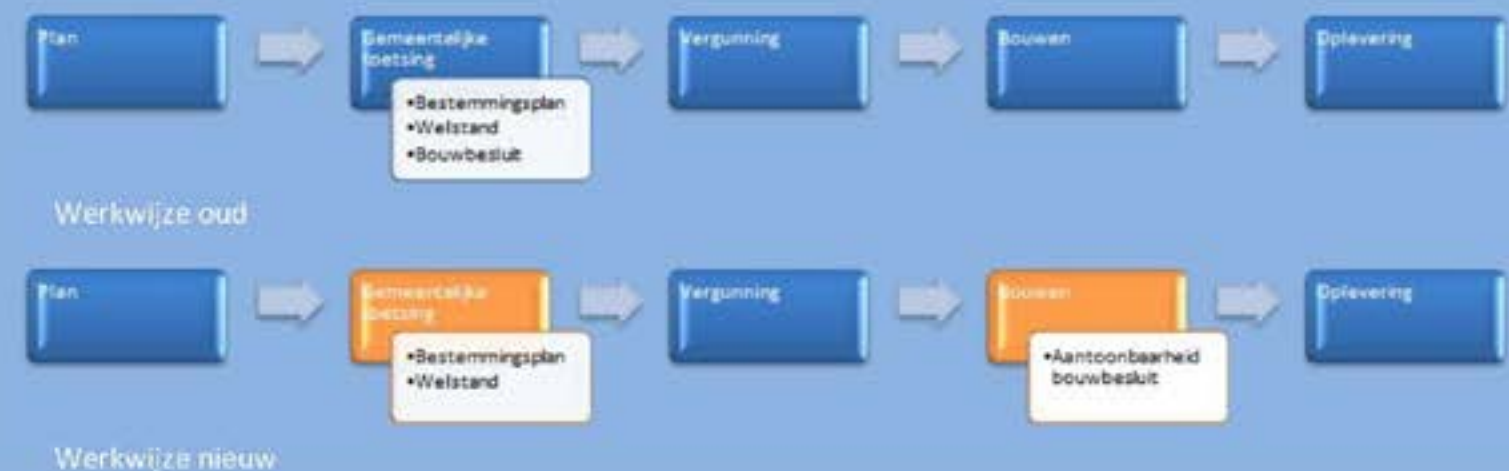 Plan
Gemeentelijke
toetsing
Vergunning
Bouwen
Oplevering
•Bestemmingsplan
•Welstand
•Bouwbesluit
Werkwijze oud
Plan
Gemeentelijke
toetsing
Vergunning
Bouwen
Oplevering
•Bestemmingsplan
•Welstand
•Aantoonbaarheid
bouwbesluit
Werkwijze nieuw